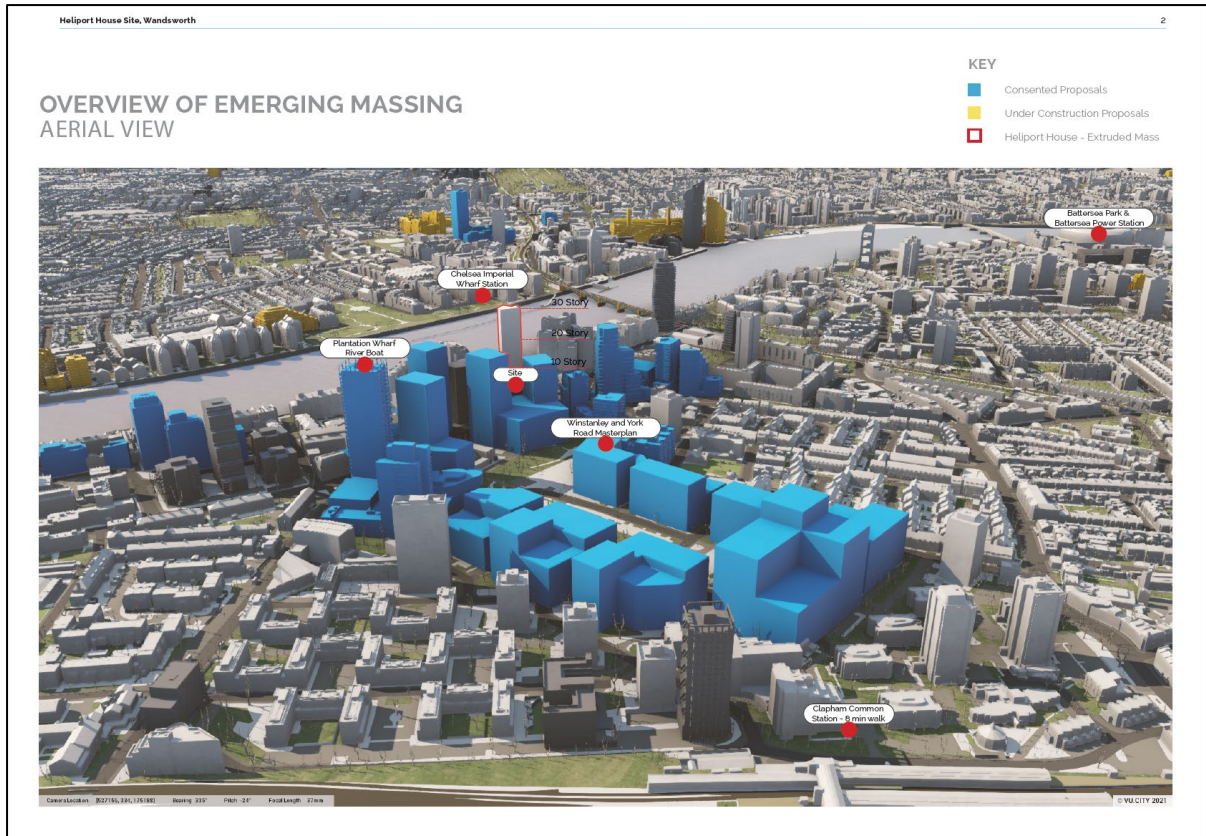 Heliport House Site, Wandsworth
2
KEY
Consented Proposals
Under Construction Proposals
Heliport House - Extruded Mass
OVERVIEW OF EMERGING MASSING
AERIAL VIEW
Battersea Park &
Battersea Power Station
Chelsea Imperial
Wharf Station
30 Story
20 Story
10 Story
Plantation Wharf
River Boat
Site
Winstanley and York
Road Masterplan
Clapham Common
Station - 8 min walk
Camera Location
Pitch -24°
Focal Length
© VU.CITY 2021